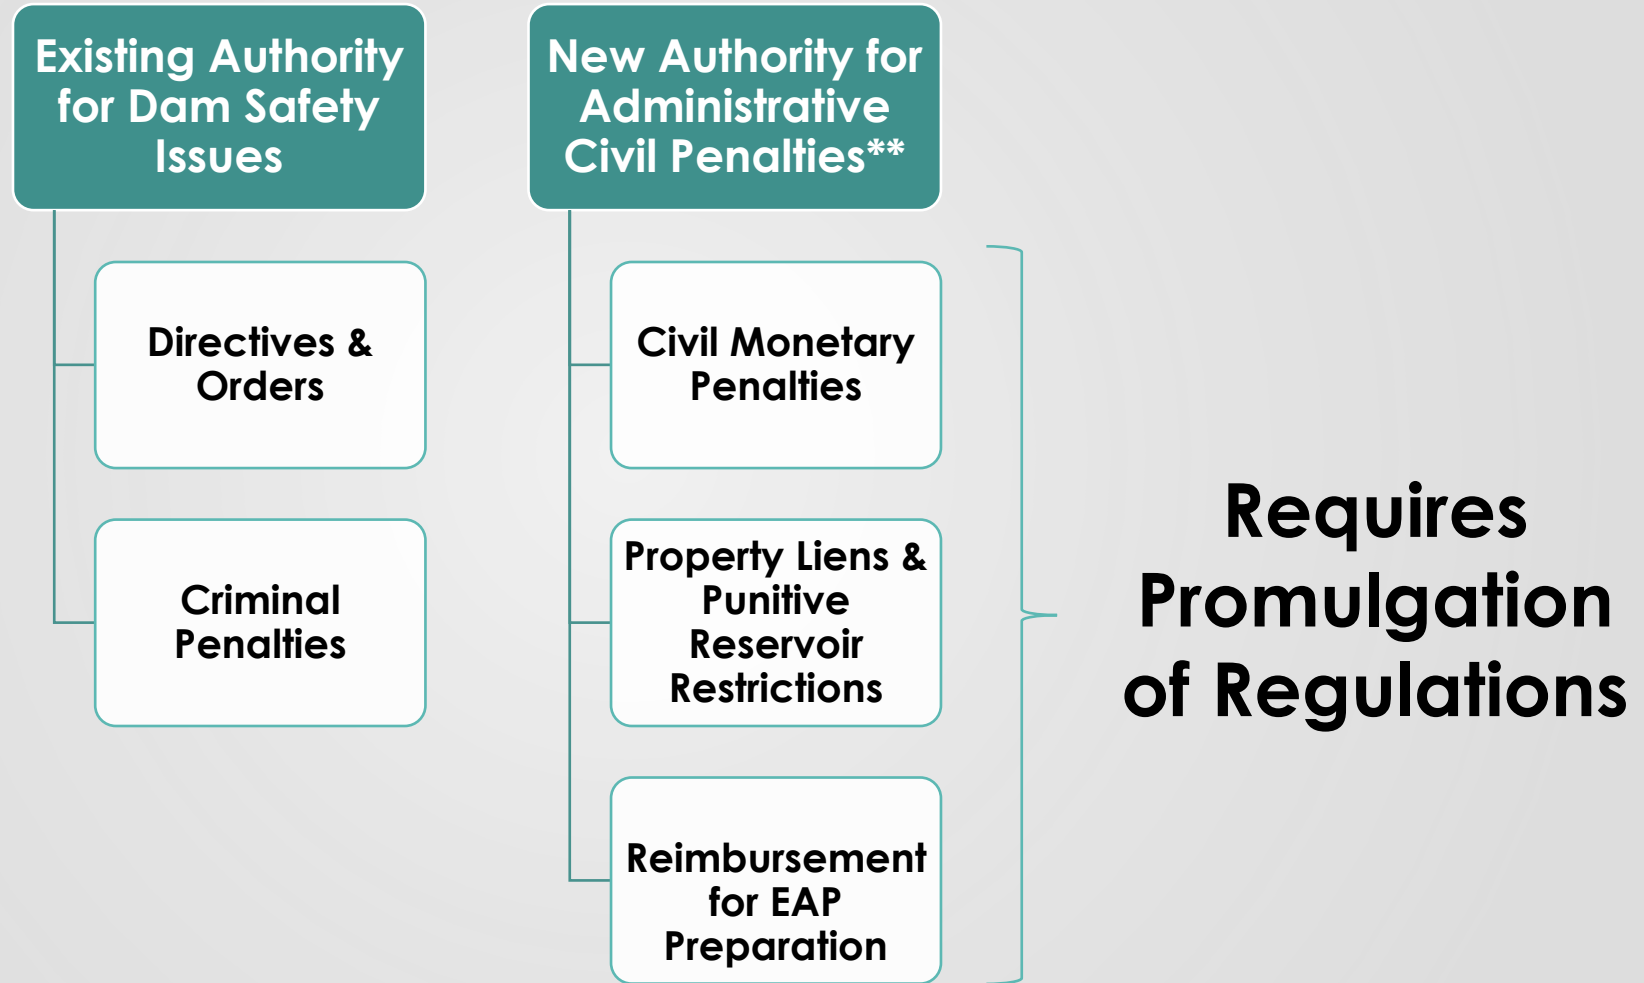 Existing Authority
for Dam Safety
Issues
Directives &
Orders
Criminal
Penalties
New Authority for
Administrative
Civil Penalties**
Civil Monetary
Penalties
Property Liens &
Punitive
Reservoir
Restrictions
Reimbursement
for EAP
Preparation
Requires
Promulgation
of Regulations